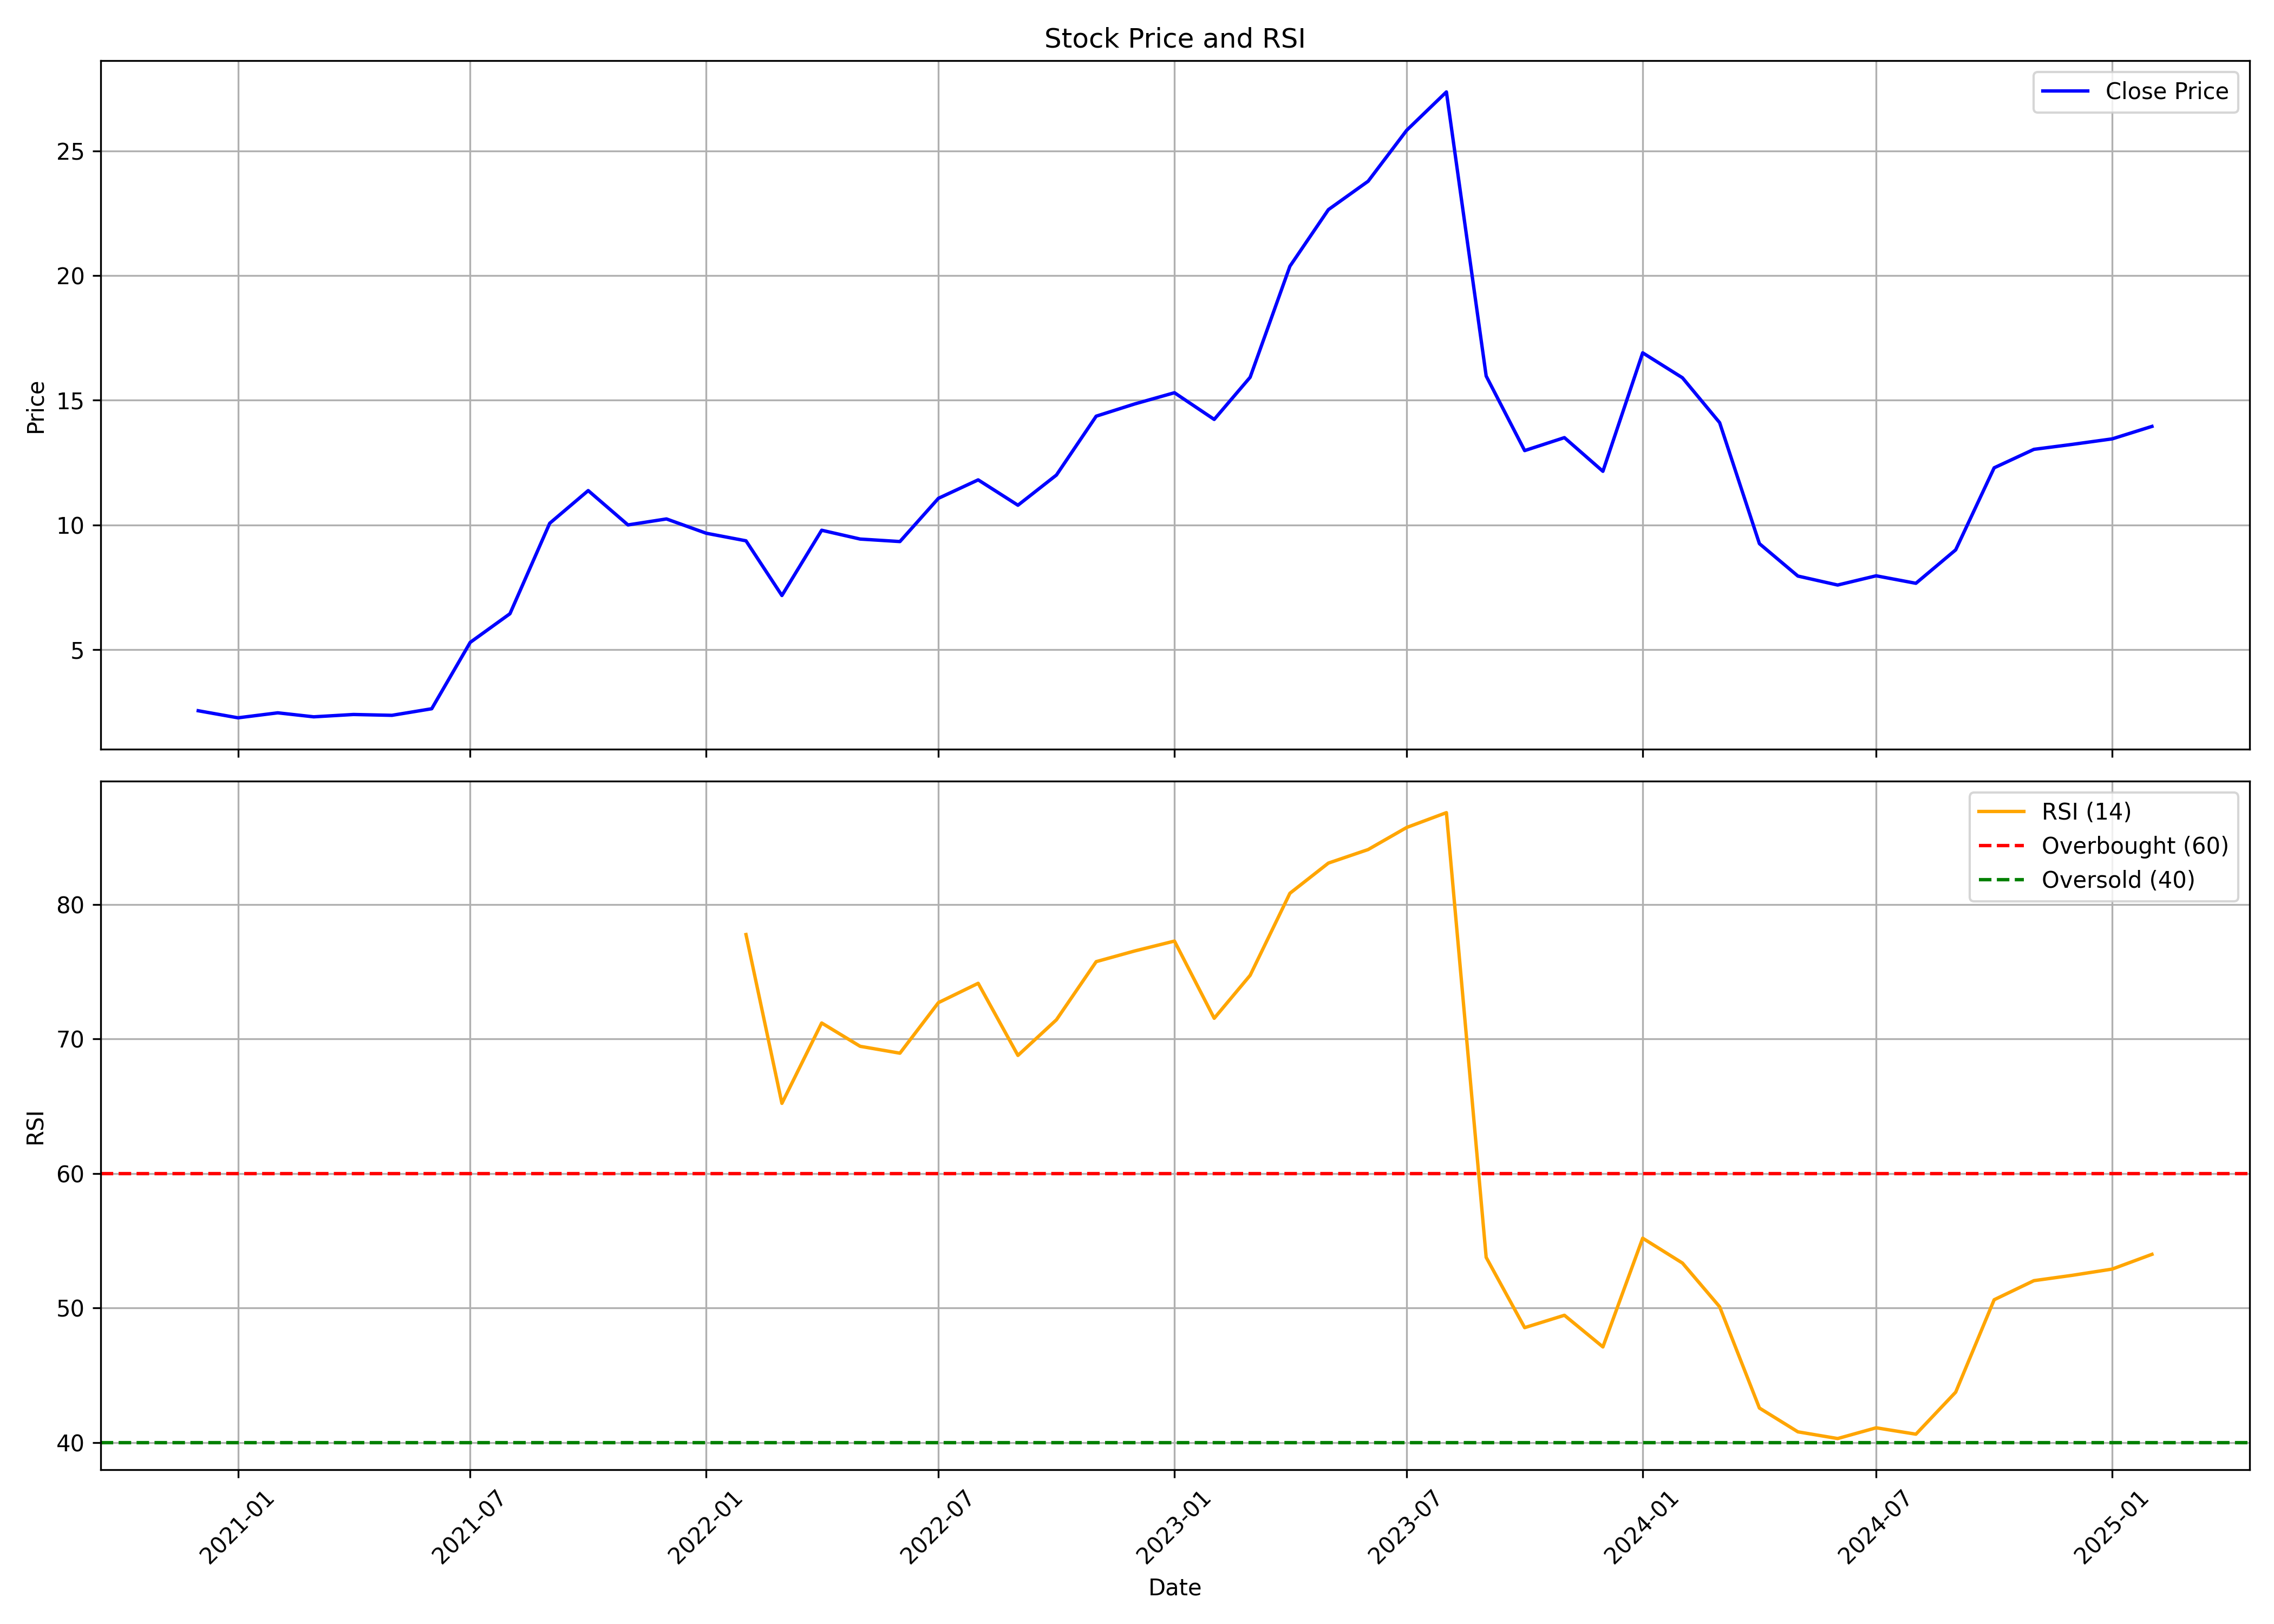 Stock Price and RSI
Close Price
Price
25
20
15
10
5
RSI (14)
Overbought (60)
Oversold (40)
RSI
80
70
60
50
40
2021-01
2021-07
2022-01
2022-07
2023-01
2023-07
2024-01
2024-07
2025-01
Date